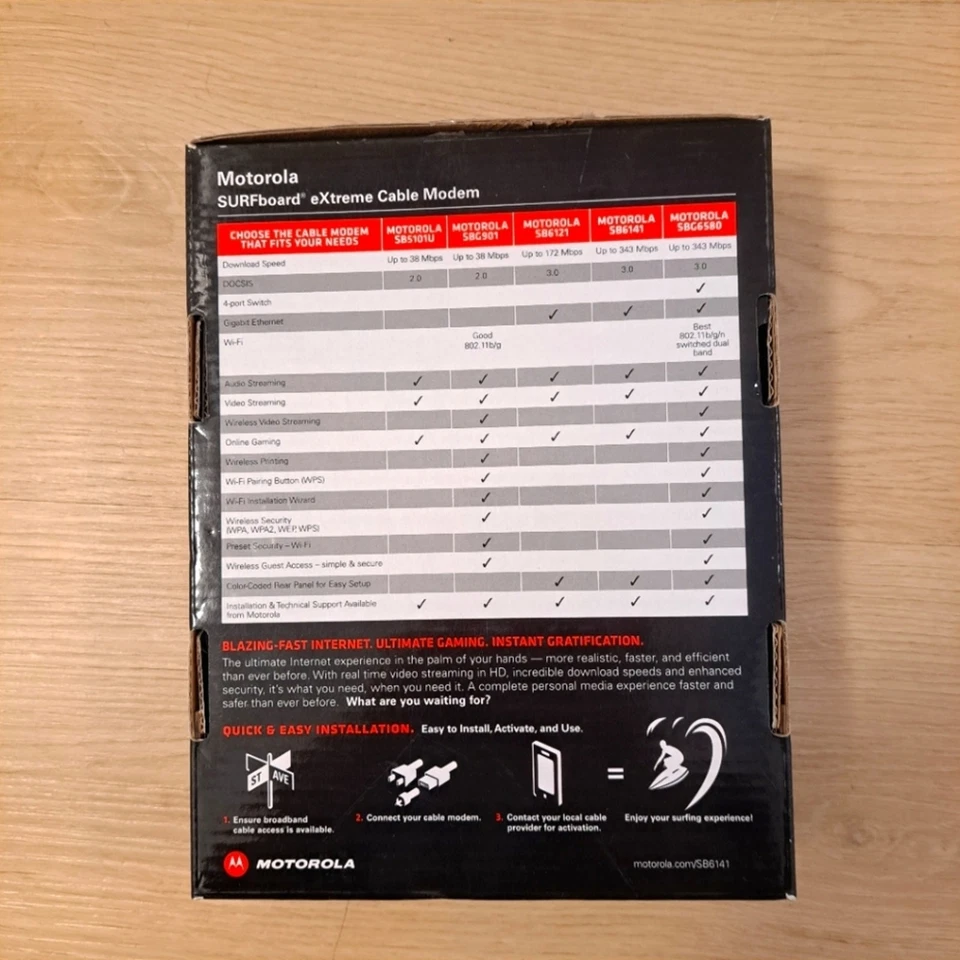 Motorola
SURFboard® eXtreme Cable Modem
CHOOSE THE CABLE MODEM THAT FITS YOUR NEEDS MOTOROLA SB5101U MOTOROLA SBG901 MOTOROLA SB6121 MOTOROLA SB6141 MOTOROLA SBG6580
Download Speed Up to 38 Mbps Up to 38 Mbps Up to 172 Mbps Up to 343 Mbps Up to 343 Mbps
DOCSIS 2.0 2.0 3.0 3.0 3.0
4-port Switch ✓
Gigabit Ethernet ✓ ✓ ✓
Wi-Fi Good 802.11b/g Best 802.11b/g/n switched dual band
Audio Streaming ✓ ✓ ✓ ✓ ✓
Video Streaming ✓ ✓ ✓ ✓ ✓
Wireless Video Streaming ✓ ✓
Online Gaming ✓ ✓ ✓ ✓ ✓
Wireless Printing ✓ ✓
Wi-Fi Pairing Button (WPS) ✓ ✓
Wi-Fi Installation Wizard ✓ ✓
Wireless Security (WPA, WPA2, WEP, WPS) ✓ ✓
Preset Security – Wi-Fi ✓ ✓
Wireless Guest Access – simple & secure ✓ ✓
Color-Coded Rear Panel for Easy Setup ✓ ✓ ✓
Installation & Technical Support Available from Motorola ✓ ✓ ✓ ✓ ✓
BLAZING-FAST INTERNET. ULTIMATE GAMING. INSTANT GRATIFICATION.
The ultimate Internet experience in the palm of your hands — more realistic, faster, and efficient
than ever before. With real time video streaming in HD, incredible download speeds and enhanced
security, it's what you need, when you need it. A complete personal media experience faster and
safer than ever before. What are you waiting for?
QUICK & EASY INSTALLATION. Easy to Install, Activate, and Use.
ST AVE
=
1. Ensure broadband cable access is available.
2. Connect your cable modem.
3. Contact your local cable provider for activation.
Enjoy your surfing experience!
MOTOROLA
motorola.com/SB6141